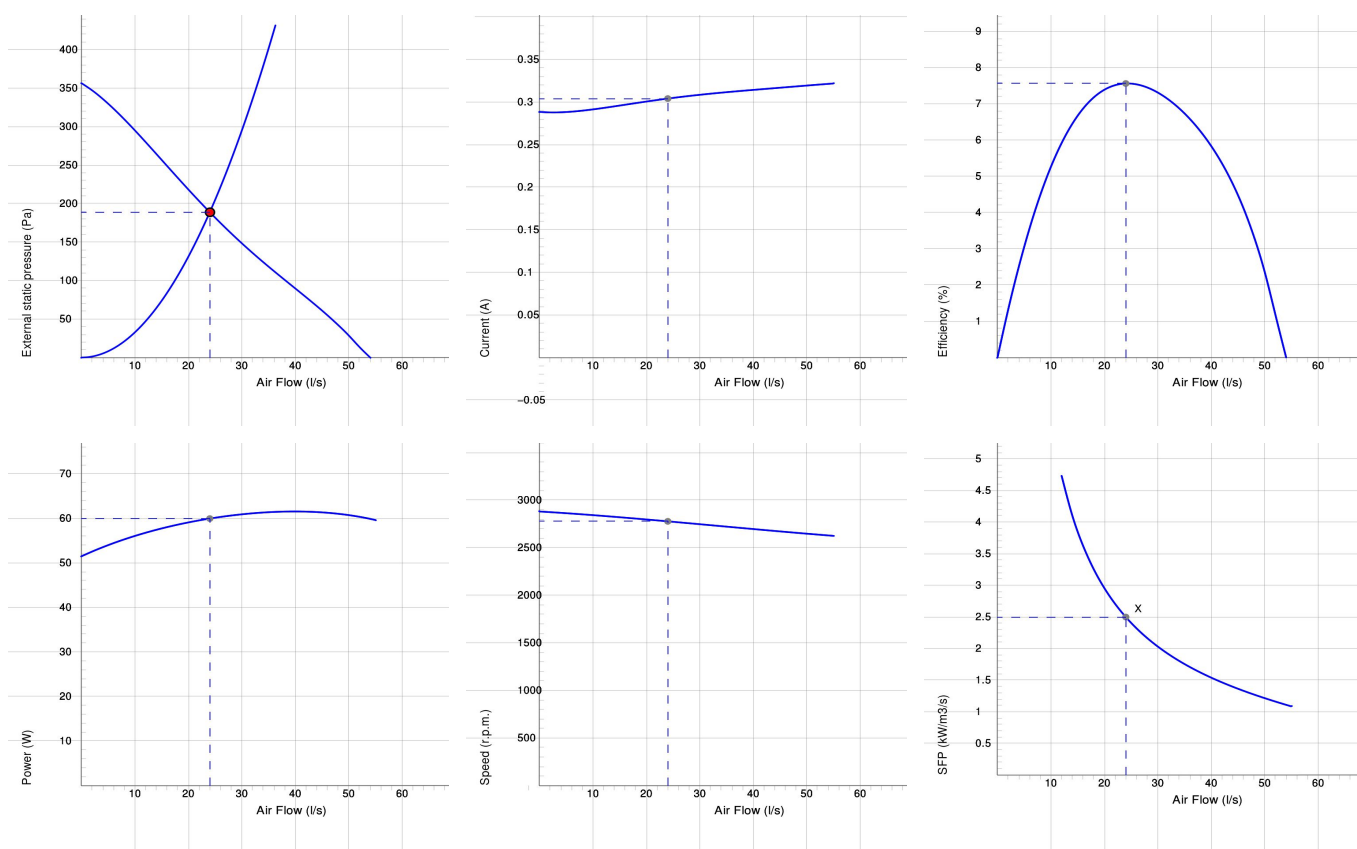 400
350
300
250
200
150
100
50
External static pressure (Pa)
10 20 30 40 50 60
Air Flow (l/s)
0.35
0.3
0.25
0.2
0.15
0.1
0.05
−0.05
Current (A)
10 20 30 40 50 60
Air Flow (l/s)
9
8
7
6
5
4
3
2
1
Efficiency (%)
10 20 30 40 50 60
Air Flow (l/s)
70
60
50
40
30
20
10
Power (W)
10 20 30 40 50 60
Air Flow (l/s)
3000
2500
2000
1500
1000
500
Speed (r.p.m.)
10 20 30 40 50 60
Air Flow (l/s)
5
4.5
4
3.5
3
2.5
2
1.5
1
0.5
X
SFP (kW/m3/s)
10 20 30 40 50 60
Air Flow (l/s)